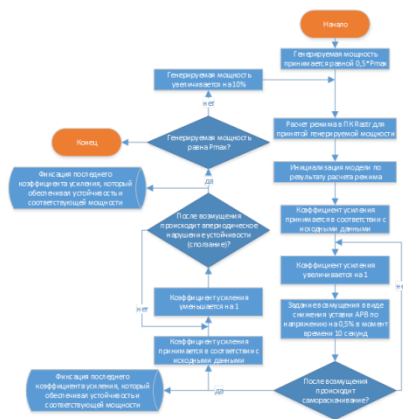 Начало
Генерируемая мощность
принимается равной 0,5*Pmax
Генерируемая мощность
увеличивается на 10%
нет
Расчет режима в ПК Rastr для
принятой генерируемой мощности
Генерируемая мощность
равна Pmax?
Конец
да
Инициализация модели по
результату расчета режима
Фиксация последнего
коэффициента усиления, который
обеспечивал устойчивость и
соответствующей мощности
Коэффициент усиления
принимается в соответствии с
исходными данными
После возмущения
происходит апериодическое
нарушение устойчивости
(сползание)?
Коэффициент усиления
увеличивается на 1
нет
нет
Коэффициент усиления
уменьшается на 1
Задание возмущения в виде
снижения уставки АРВ по
напряжению на 0,5% в момент
времени 10 секунд
Коэффициент усиления
принимается в соответствии с
исходными данными
Фиксация последнего
коэффициента усиления, который
обеспечивал устойчивость и
соответствующей мощности
да
После возмущения
происходит
самораскачивание?